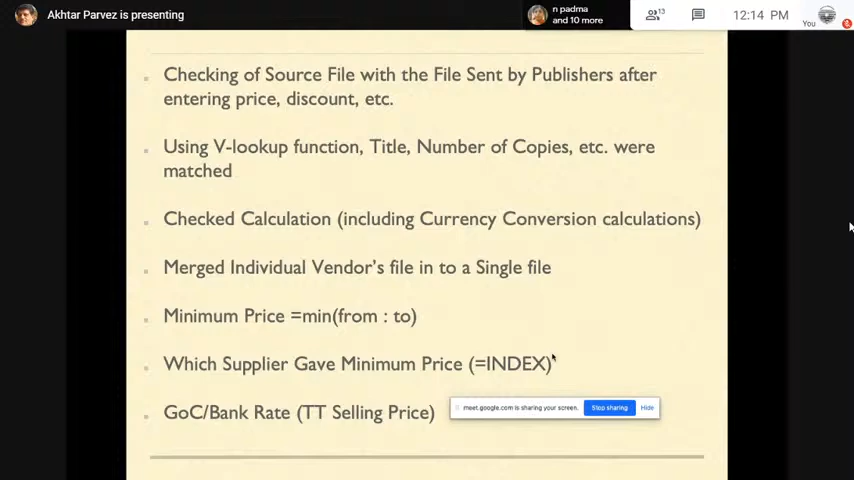 Akhtar Parvez is presenting
n padma
and 10 more
13
12:14 PM
You
Checking of Source File with the File Sent by Publishers after
entering price, discount, etc.
Using V-lookup function, Title, Number of Copies, etc. were
matched
Checked Calculation (including Currency Conversion calculations)
Merged Individual Vendor's file in to a Single file
Minimum Price =min(from : to)
Which Supplier Gave Minimum Price (=INDEX)
GoC/Bank Rate (TT Selling Price)
meet.google.com is sharing your screen.
Stop sharing
Hide